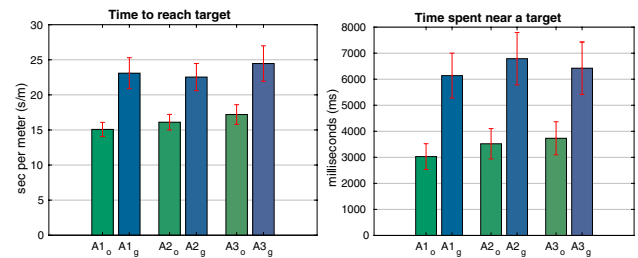 Time to reach target
sec per meter (s/m)
30
25
20
15
10
5
0
A1o A1g A2o A2g A3o A3g
Time spent near a target
milliseconds (ms)
8000
7000
6000
5000
4000
3000
2000
1000
0
A1o A1g A2o A2g A3o A3g